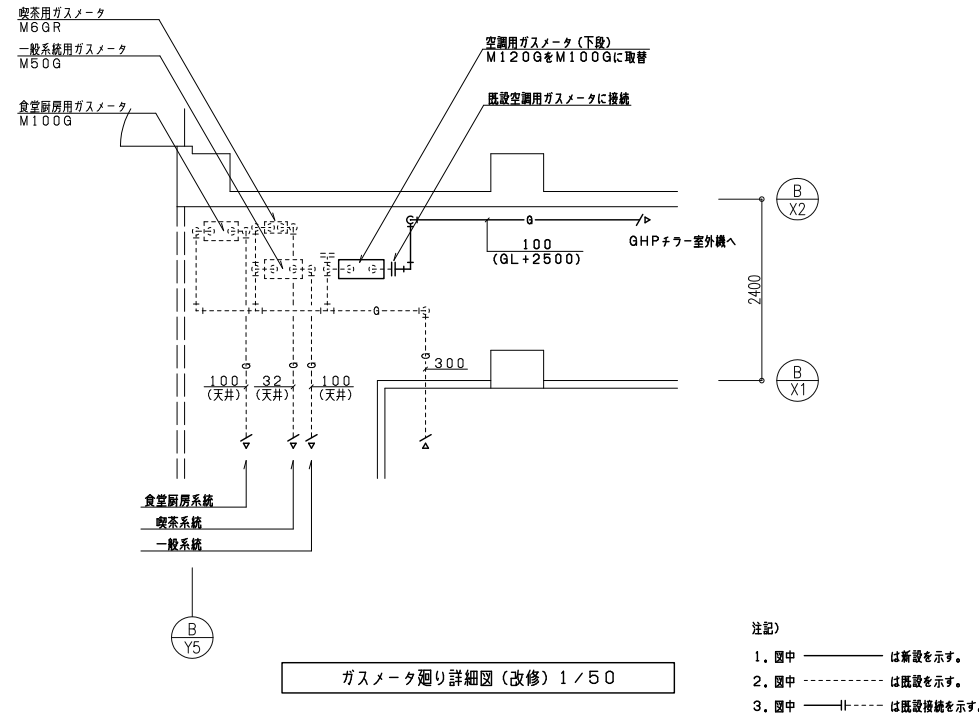 喫茶用ガスメータ
M6GR
一般系統用ガスメータ
M50G
食堂厨房用ガスメータ
M100G
空調用ガスメータ(下段)
M120GをM100Gに取替
既設空調用ガスメータに接続
B
X2
G
100
(GL+2500)
GHPチラー室外機へ
2400
G
G
G
G
G
300
100
(天井)
32
(天井)
100
(天井)
B
X1
食堂厨房系統
喫茶系統
一般系統
B
Y5
ガスメータ廻り詳細図(改修) 1/50
注記)
1. 図中 は新設を示す。
2. 図中 は既設を示す。
3. 図中 は既設接続を示す。